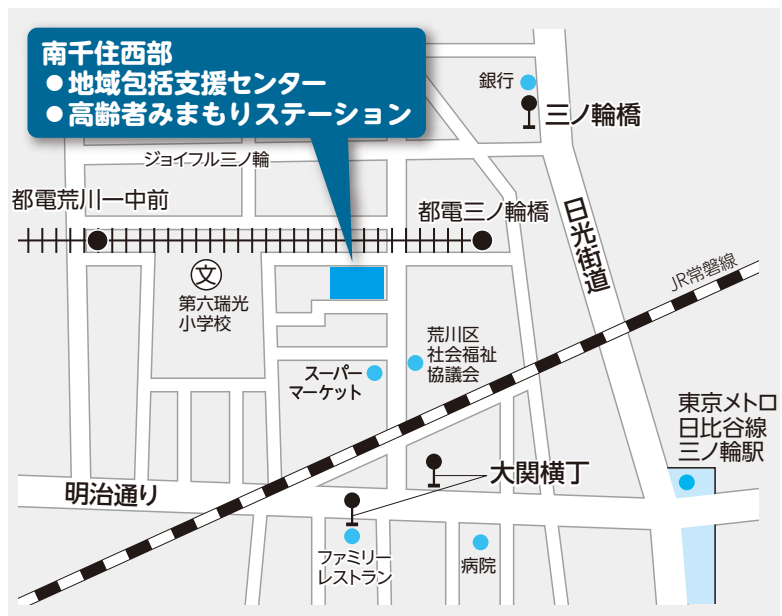 南千住西部
●地域包括支援センター
●高齢者みまもりステーション
銀行
三ノ輪橋
ジョイフル三ノ輪
都電荒川一中前
都電三ノ輪橋
日光街道
JR常磐線
文
第六瑞光
小学校
荒川区
社会福祉
協議会
スーパー
マーケット
東京メトロ
日比谷線
三ノ輪駅
大関横丁
明治通り
ファミリー
レストラン
病院